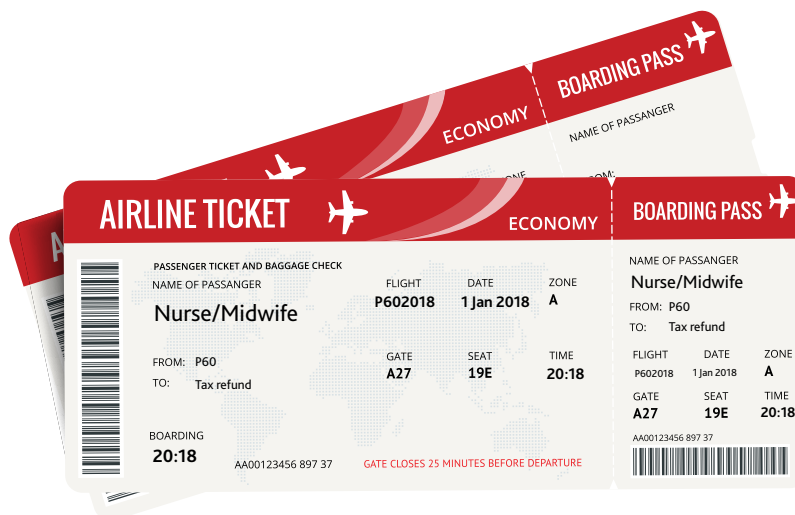 ECONOMY
BOARDING PASS
NAME OF PASSANGER
FROM:
AIRLINE TICKET
ECONOMY
BOARDING PASS
PASSENGER TICKET AND BAGGAGE CHECK
NAME OF PASSANGER
Nurse/Midwife
FLIGHT DATE ZONE
P602018 1 Jan 2018 A
FROM: P60
TO: Tax refund
GATE SEAT TIME
A27 19E 20:18
BOARDING
20:18
AA00123456 897 37
GATE CLOSES 25 MINUTES BEFORE DEPARTURE
NAME OF PASSANGER
Nurse/Midwife
FROM: P60
TO: Tax refund
FLIGHT DATE ZONE
P602018 1 Jan 2018 A
GATE SEAT TIME
A27 19E 20:18
AA00123456 897 37